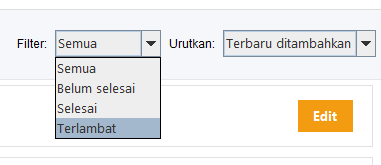 Filter: Semua Urutkan: Terbaru ditambahkan
Semua
Belum selesai
Selesai
Terlambat
Edit